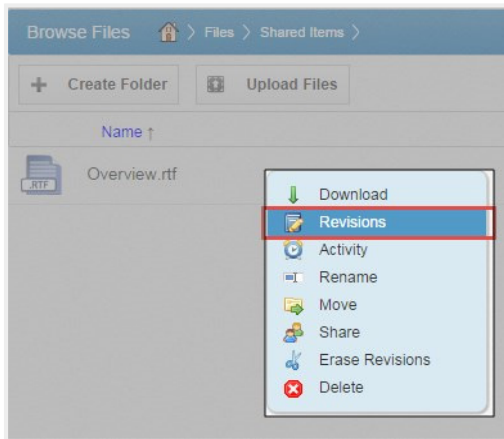 Browse Files > Files > Shared Items >
+ Create Folder Upload Files
Name ↑
.RTF Overview.rtf
Download
Revisions
Activity
Rename
Move
Share
Erase Revisions
Delete